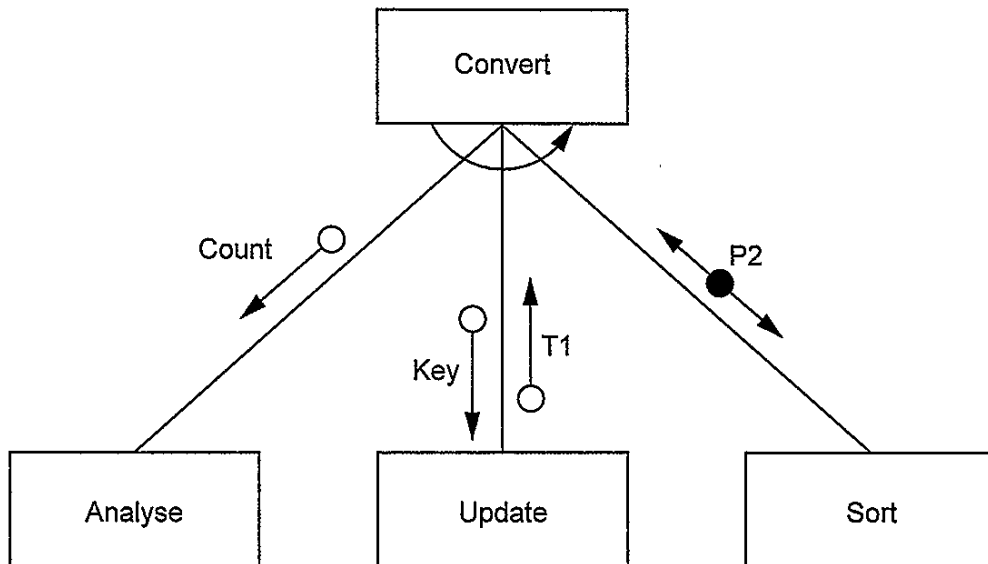 Convert
Count
P2
Key
T1
Analyse
Update
Sort